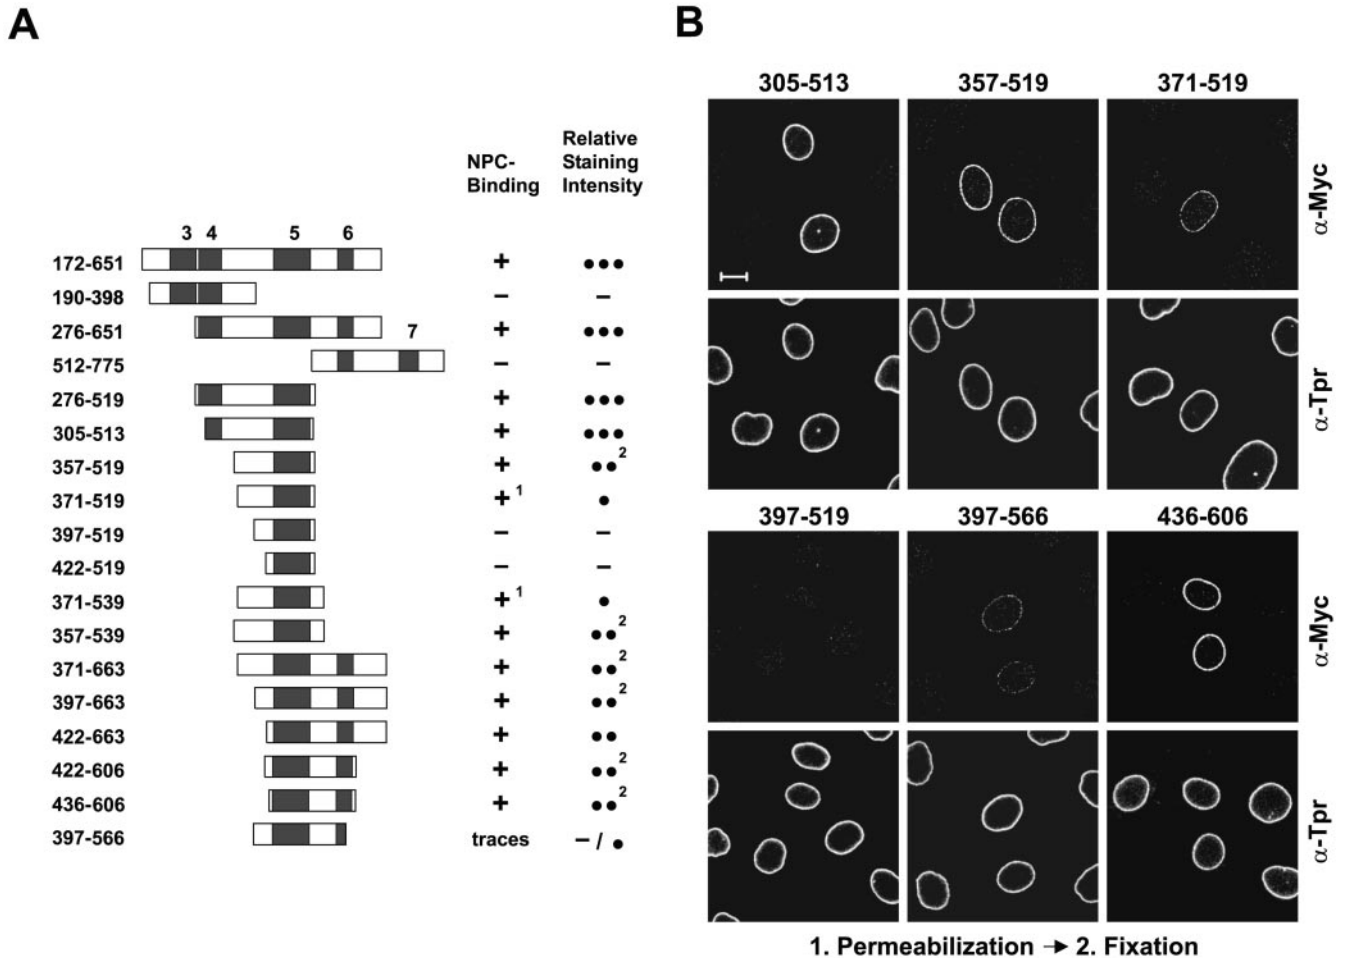 A
NPC-Binding
Relative Staining Intensity
3 4 5 6
172-651 + •••
190-398 − −
276-651 + •••
7
512-775 − −
276-519 + •••
305-513 + •••
357-519 + ••2
371-519 +1 •
397-519 − −
422-519 − −
371-539 +1 •
357-539 + ••2
371-663 + ••2
397-663 + ••2
422-663 + ••
422-606 + ••2
436-606 + ••2
397-566 traces −/•
B
305-513 357-519 371-519
α-Myc
α-Tpr
397-519 397-566 436-606
α-Myc
α-Tpr
1. Permeabilization → 2. Fixation